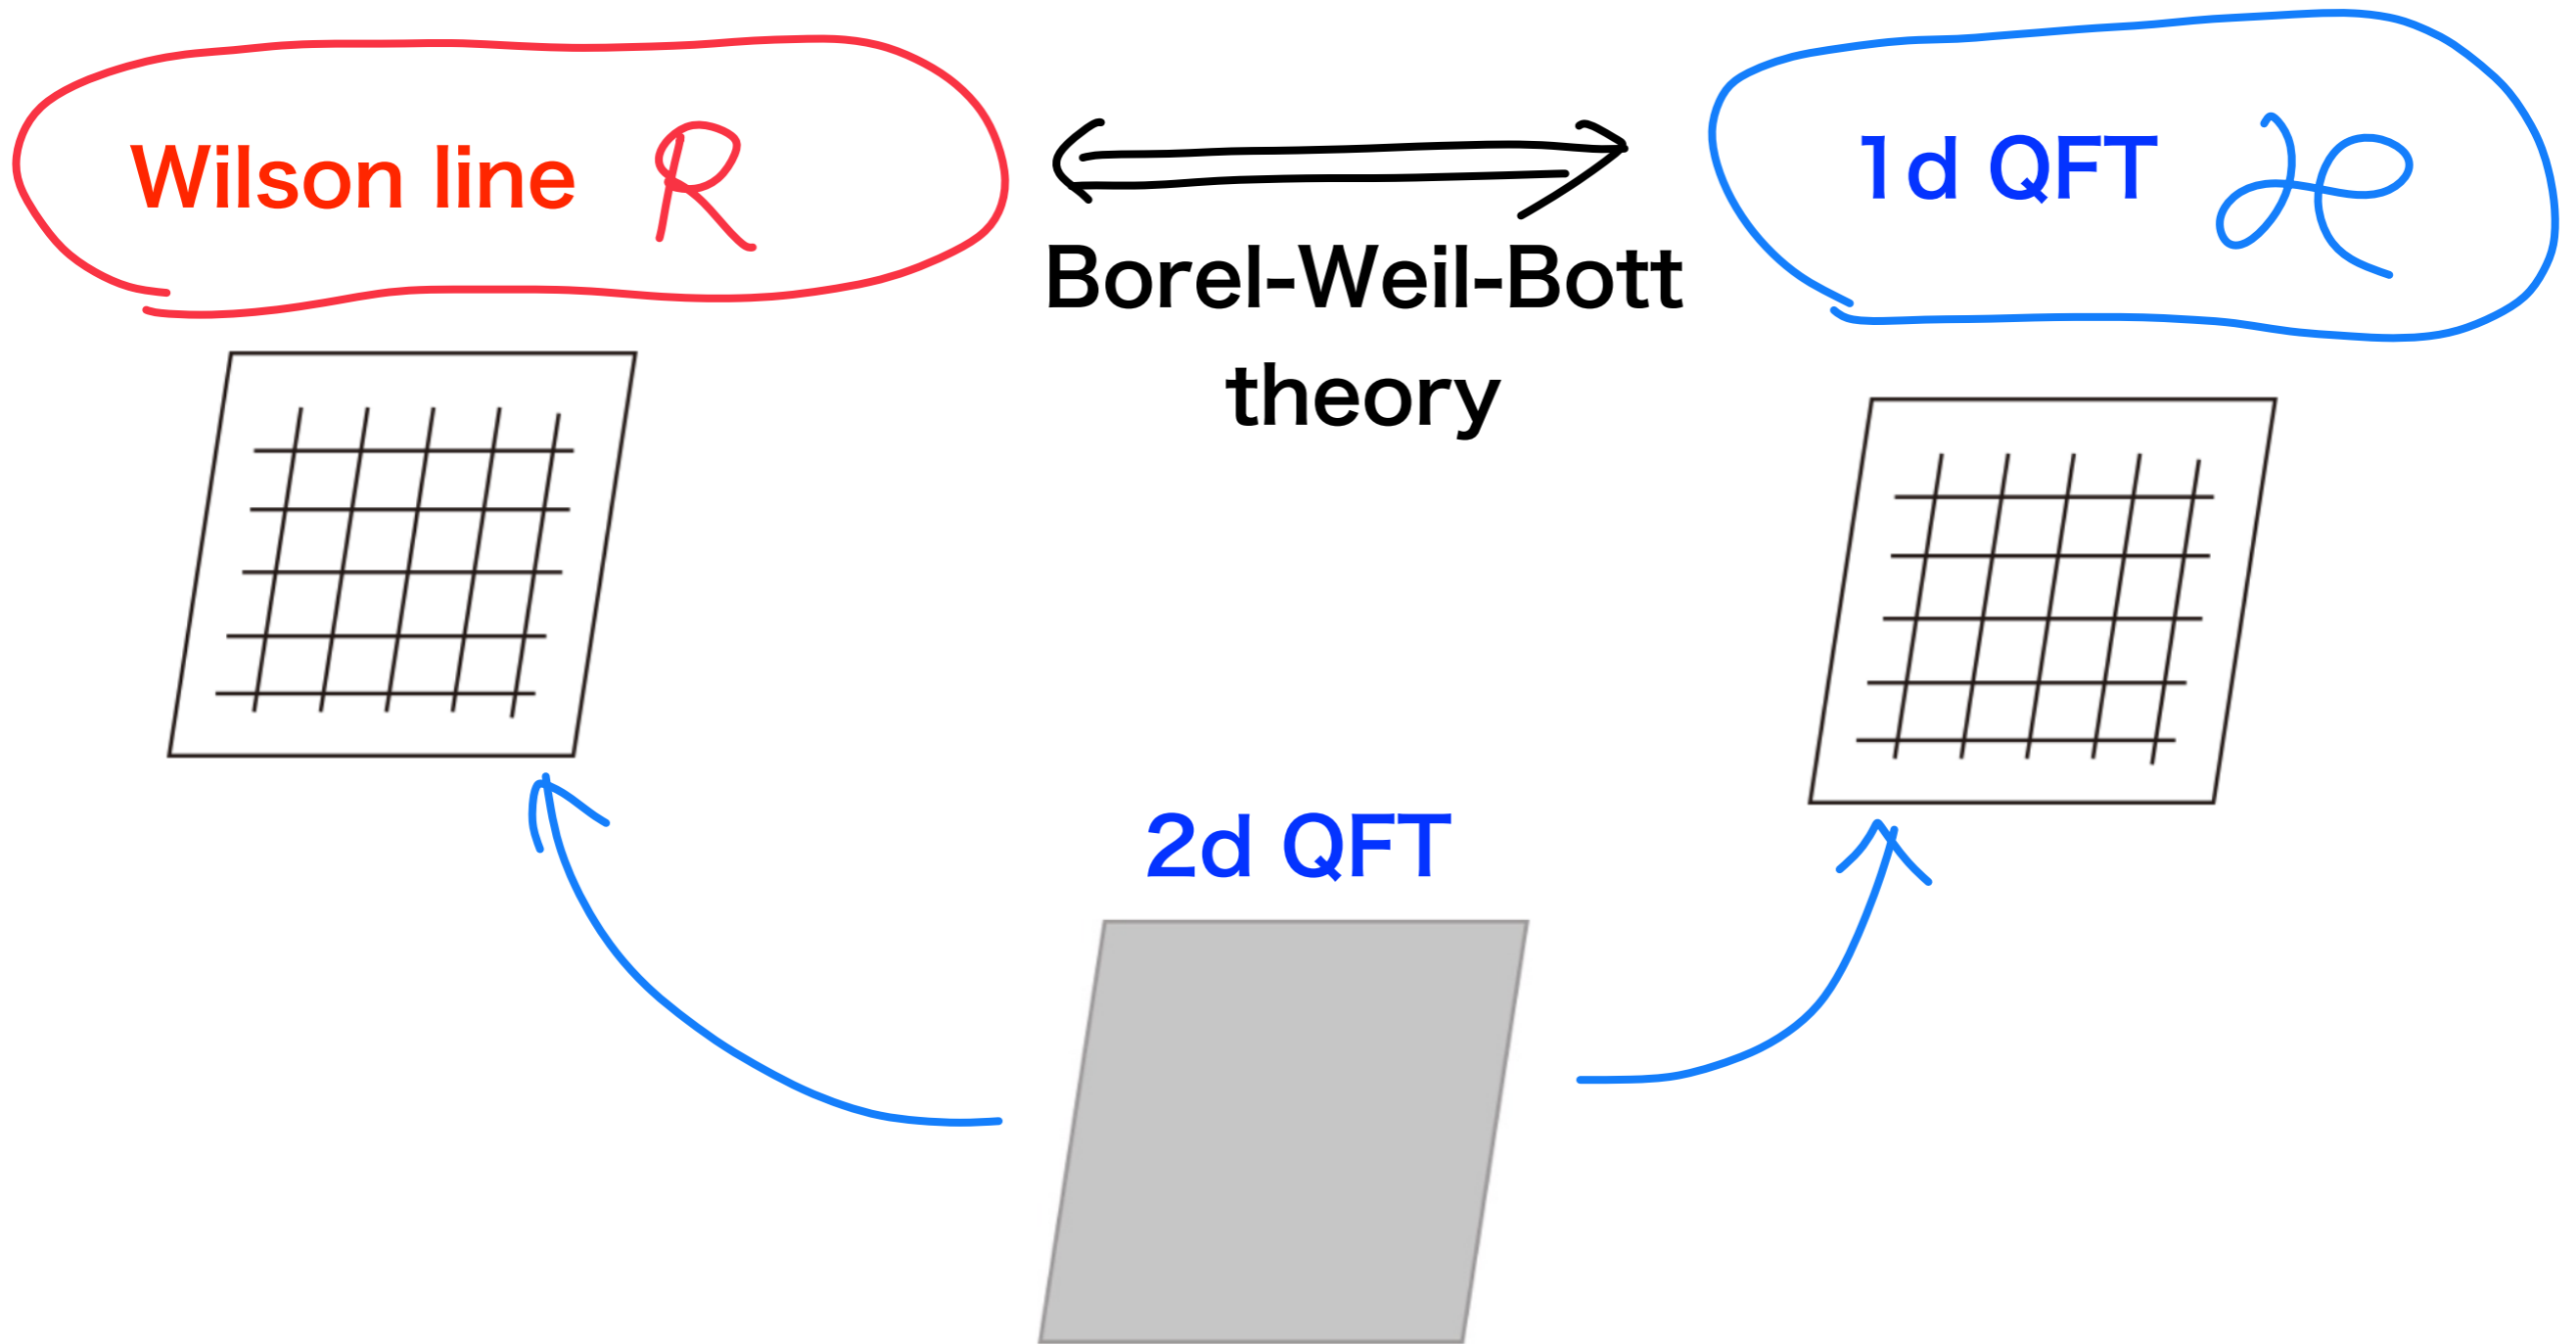 Wilson line R
1d QFT H
Borel-Weil-Bott
theory
2d QFT